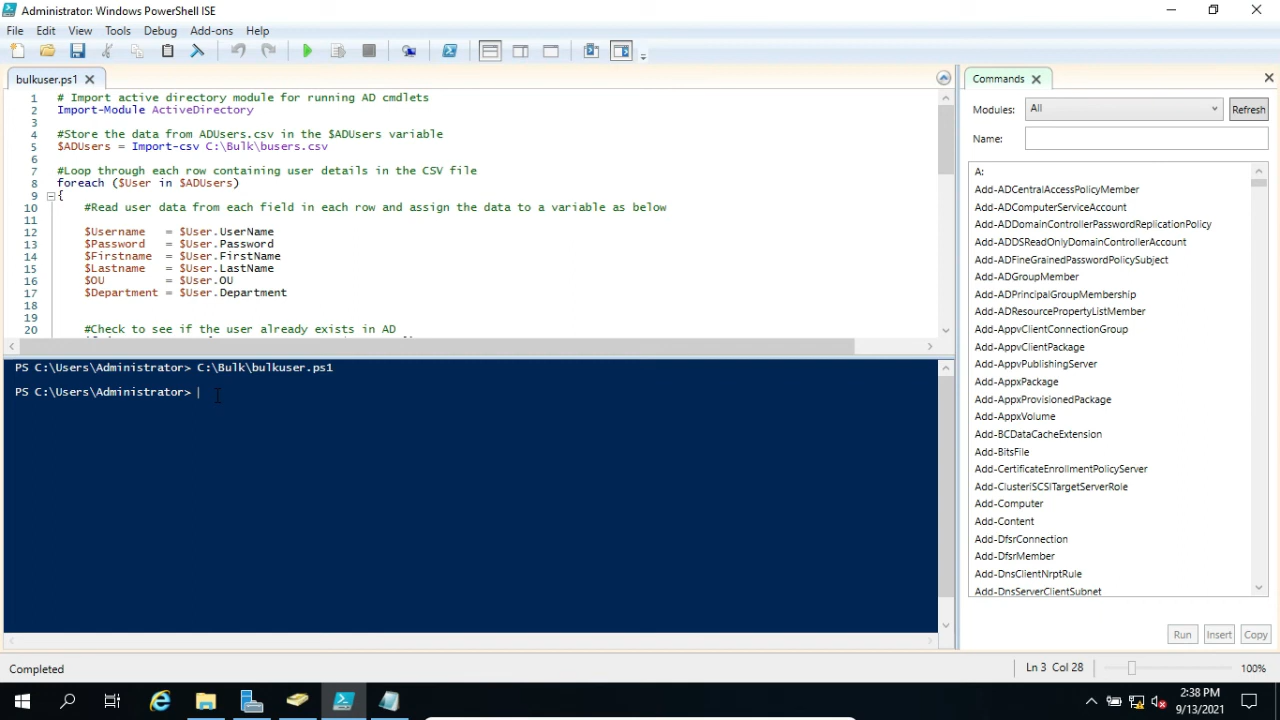 Administrator: Windows PowerShell ISE
File Edit View Tools Debug Add-ons Help
bulkuser.ps1
1 # Import active directory module for running AD cmdlets
2 Import-Module ActiveDirectory
3
4 #Store the data from ADUsers.csv in the $ADUsers variable
5 $ADUsers = Import-csv C:\Bulk\busers.csv
6
7 #Loop through each row containing user details in the CSV file
8 foreach ($User in $ADUsers)
9 {
10 #Read user data from each field in each row and assign the data to a variable as below
11
12 $Username = $User.UserName
13 $Password = $User.Password
14 $Firstname = $User.FirstName
15 $Lastname = $User.LastName
16 $OU = $User.OU
17 $Department = $User.Department
18
19
20 #Check to see if the user already exists in AD
PS C:\Users\Administrator> C:\Bulk\bulkuser.ps1
PS C:\Users\Administrator>
Commands
Modules: All Refresh
Name:
A:
Add-ADCentralAccessPolicyMember
Add-ADComputerServiceAccount
Add-ADDomainControllerPasswordReplicationPolicy
Add-ADDSReadOnlyDomainControllerAccount
Add-ADFineGrainedPasswordPolicySubject
Add-ADGroupMember
Add-ADPrincipalGroupMembership
Add-ADResourcePropertyListMember
Add-AppvClientConnectionGroup
Add-AppvClientPackage
Add-AppvPublishingServer
Add-AppxPackage
Add-AppxProvisionedPackage
Add-AppxVolume
Add-BCDataCacheExtension
Add-BitsFile
Add-CertificateEnrollmentPolicyServer
Add-ClusteriSCSITargetServerRole
Add-Computer
Add-Content
Add-DfsrConnection
Add-DfsrMember
Add-DnsClientNrptRule
Add-DnsServerClientSubnet
Run Insert Copy
Completed
Ln 3 Col 28
100%
2:38 PM
9/13/2021